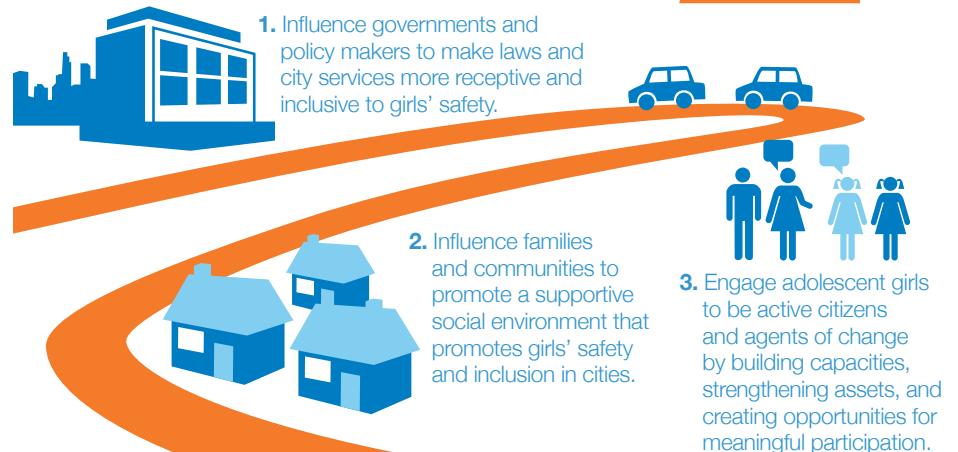 1. Influence governments and
policy makers to make laws and
city services more receptive and
inclusive to girls’ safety.
2. Influence families
and communities to
promote a supportive
social environment that
promotes girls’ safety
and inclusion in cities.
3. Engage adolescent girls
to be active citizens
and agents of change
by building capacities,
strengthening assets, and
creating opportunities for
meaningful participation.